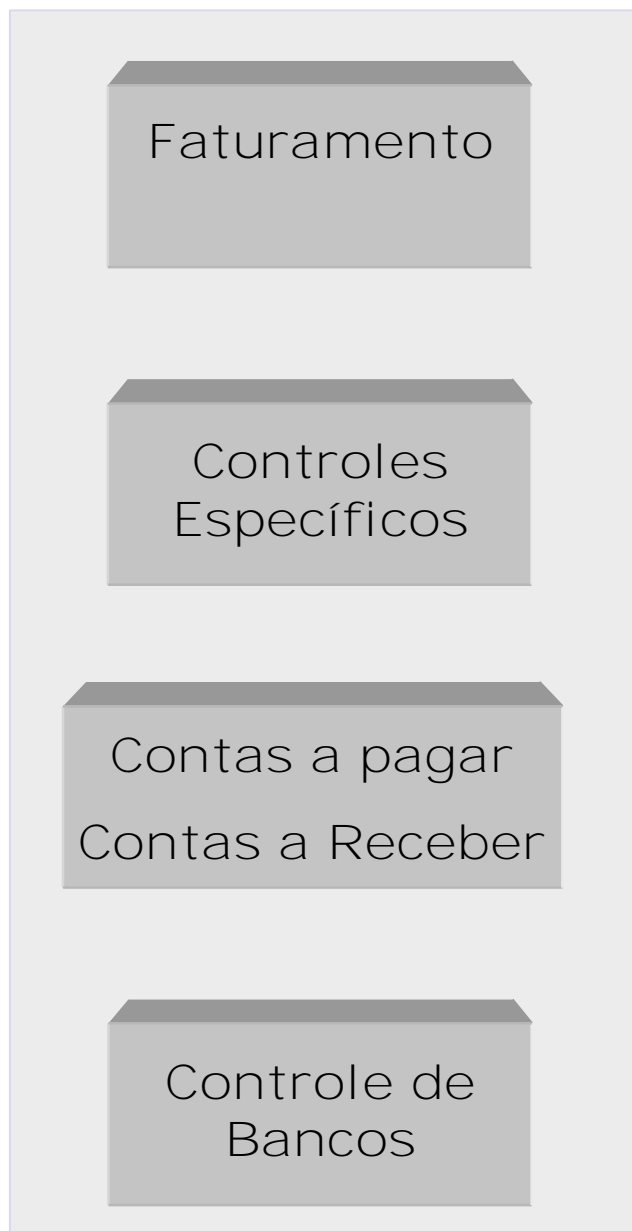 Faturamento
Controles
Específicos
Contas a pagar
Contas a Receber
Controle de
Bancos